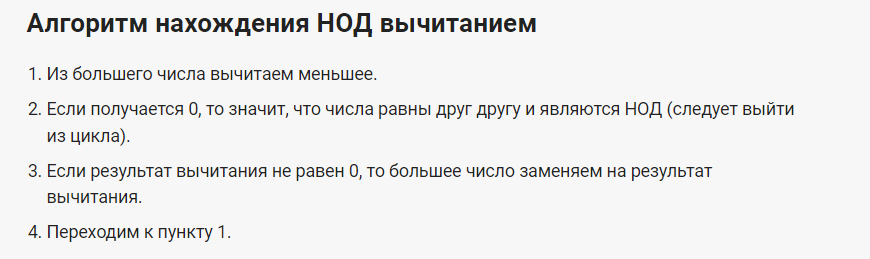 Алгоритм нахождения НОД вычитанием
1. Из большего числа вычитаем меньшее.
2. Если получается 0, то значит, что числа равны друг другу и являются НОД (следует выйти
из цикла).
3. Если результат вычитания не равен 0, то большее число заменяем на результат
вычитания.
4. Переходим к пункту 1.